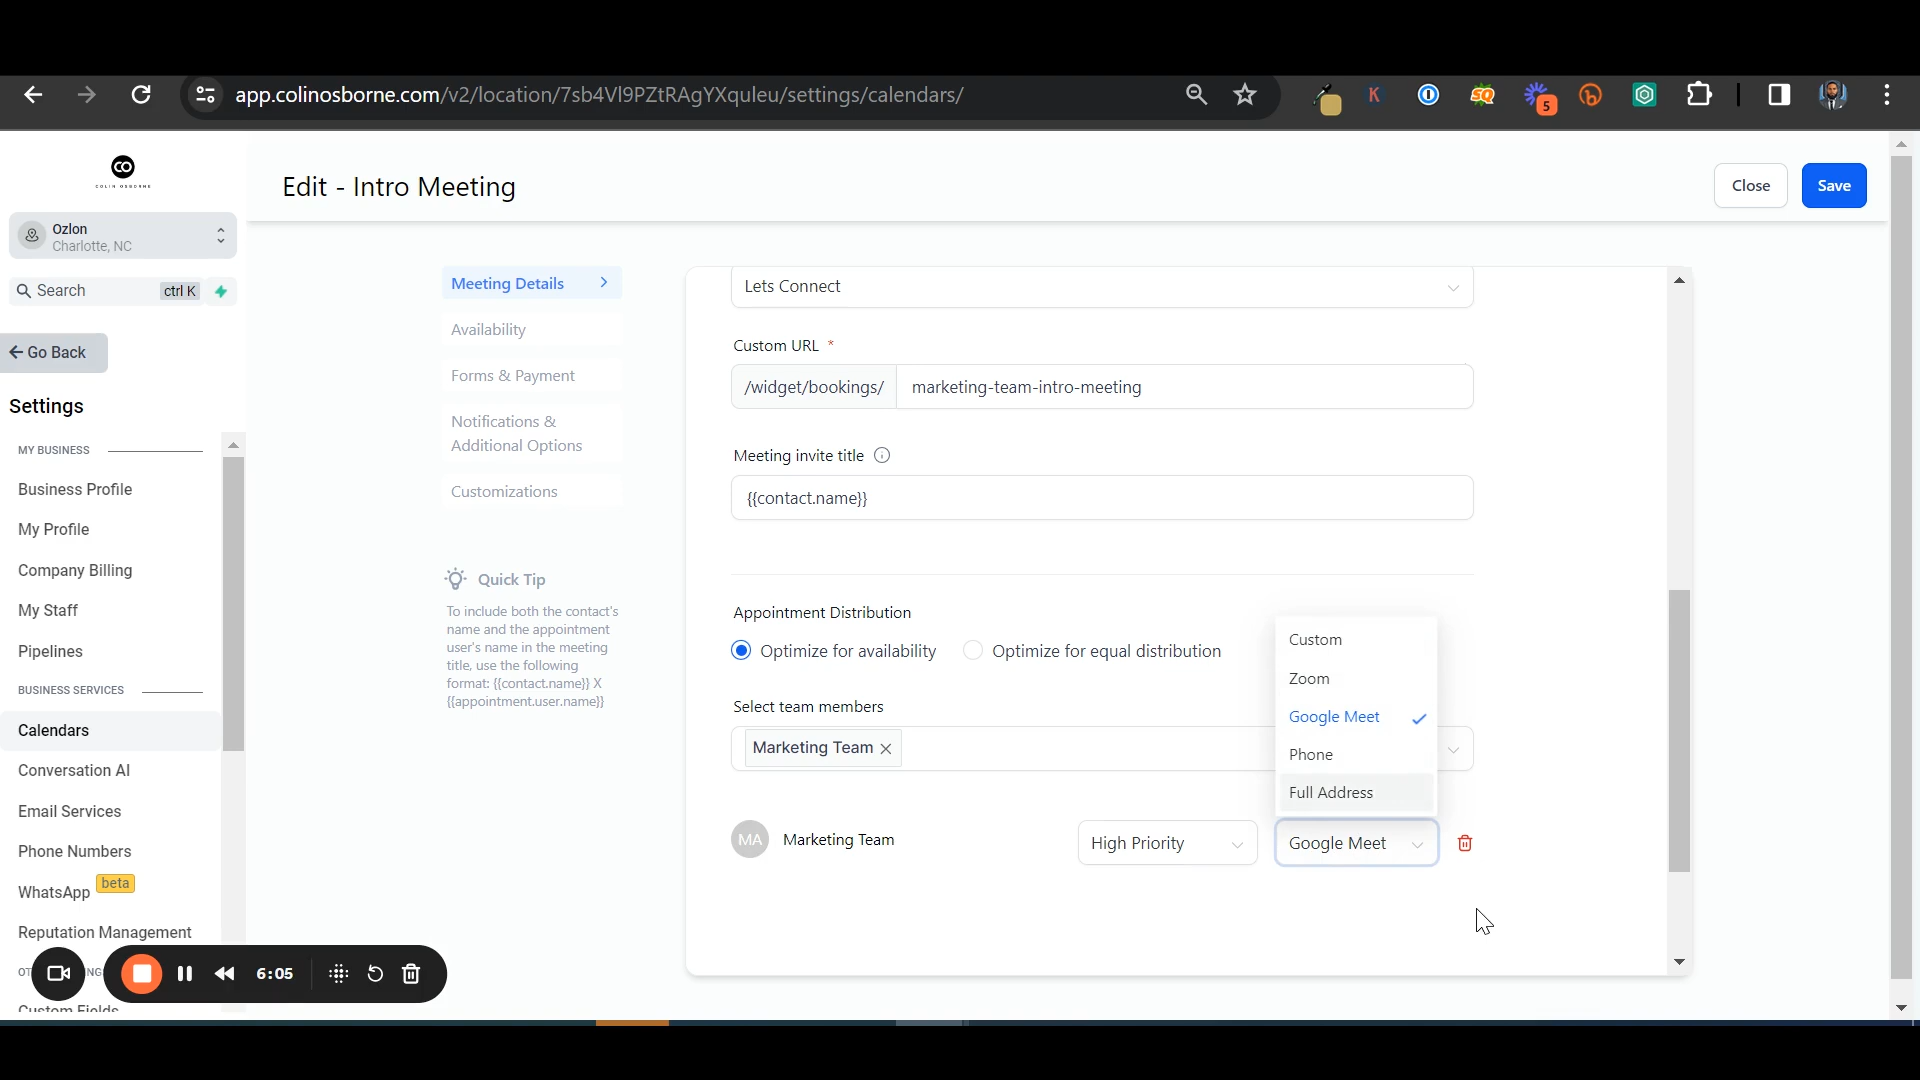 app.colinosborne.com/v2/location/7sb4Vl9PZtRAgYXquleu/settings/calendars/
K
SQ
5
b
CO
COLIN OSBORNE
Edit - Intro Meeting
Close
Save
Ozlon
Charlotte, NC
Search
ctrl K
Go Back
Settings
MY BUSINESS
Business Profile
My Profile
Company Billing
My Staff
Pipelines
BUSINESS SERVICES
Calendars
Conversation AI
Email Services
Phone Numbers
WhatsApp
beta
Reputation Management
Custom Fields
6:05
Meeting Details
Availability
Forms & Payment
Notifications &
Additional Options
Customizations
Quick Tip
To include both the contact's
name and the appointment
user's name in the meeting
title, use the following
format: {{contact.name}} X
{{appointment.user.name}}
Lets Connect
Custom URL *
/widget/bookings/
marketing-team-intro-meeting
Meeting invite title
{{contact.name}}
Appointment Distribution
Optimize for availability
Optimize for equal distribution
Select team members
Marketing Team
Custom
Zoom
Google Meet
Phone
Full Address
MA
Marketing Team
High Priority
Google Meet